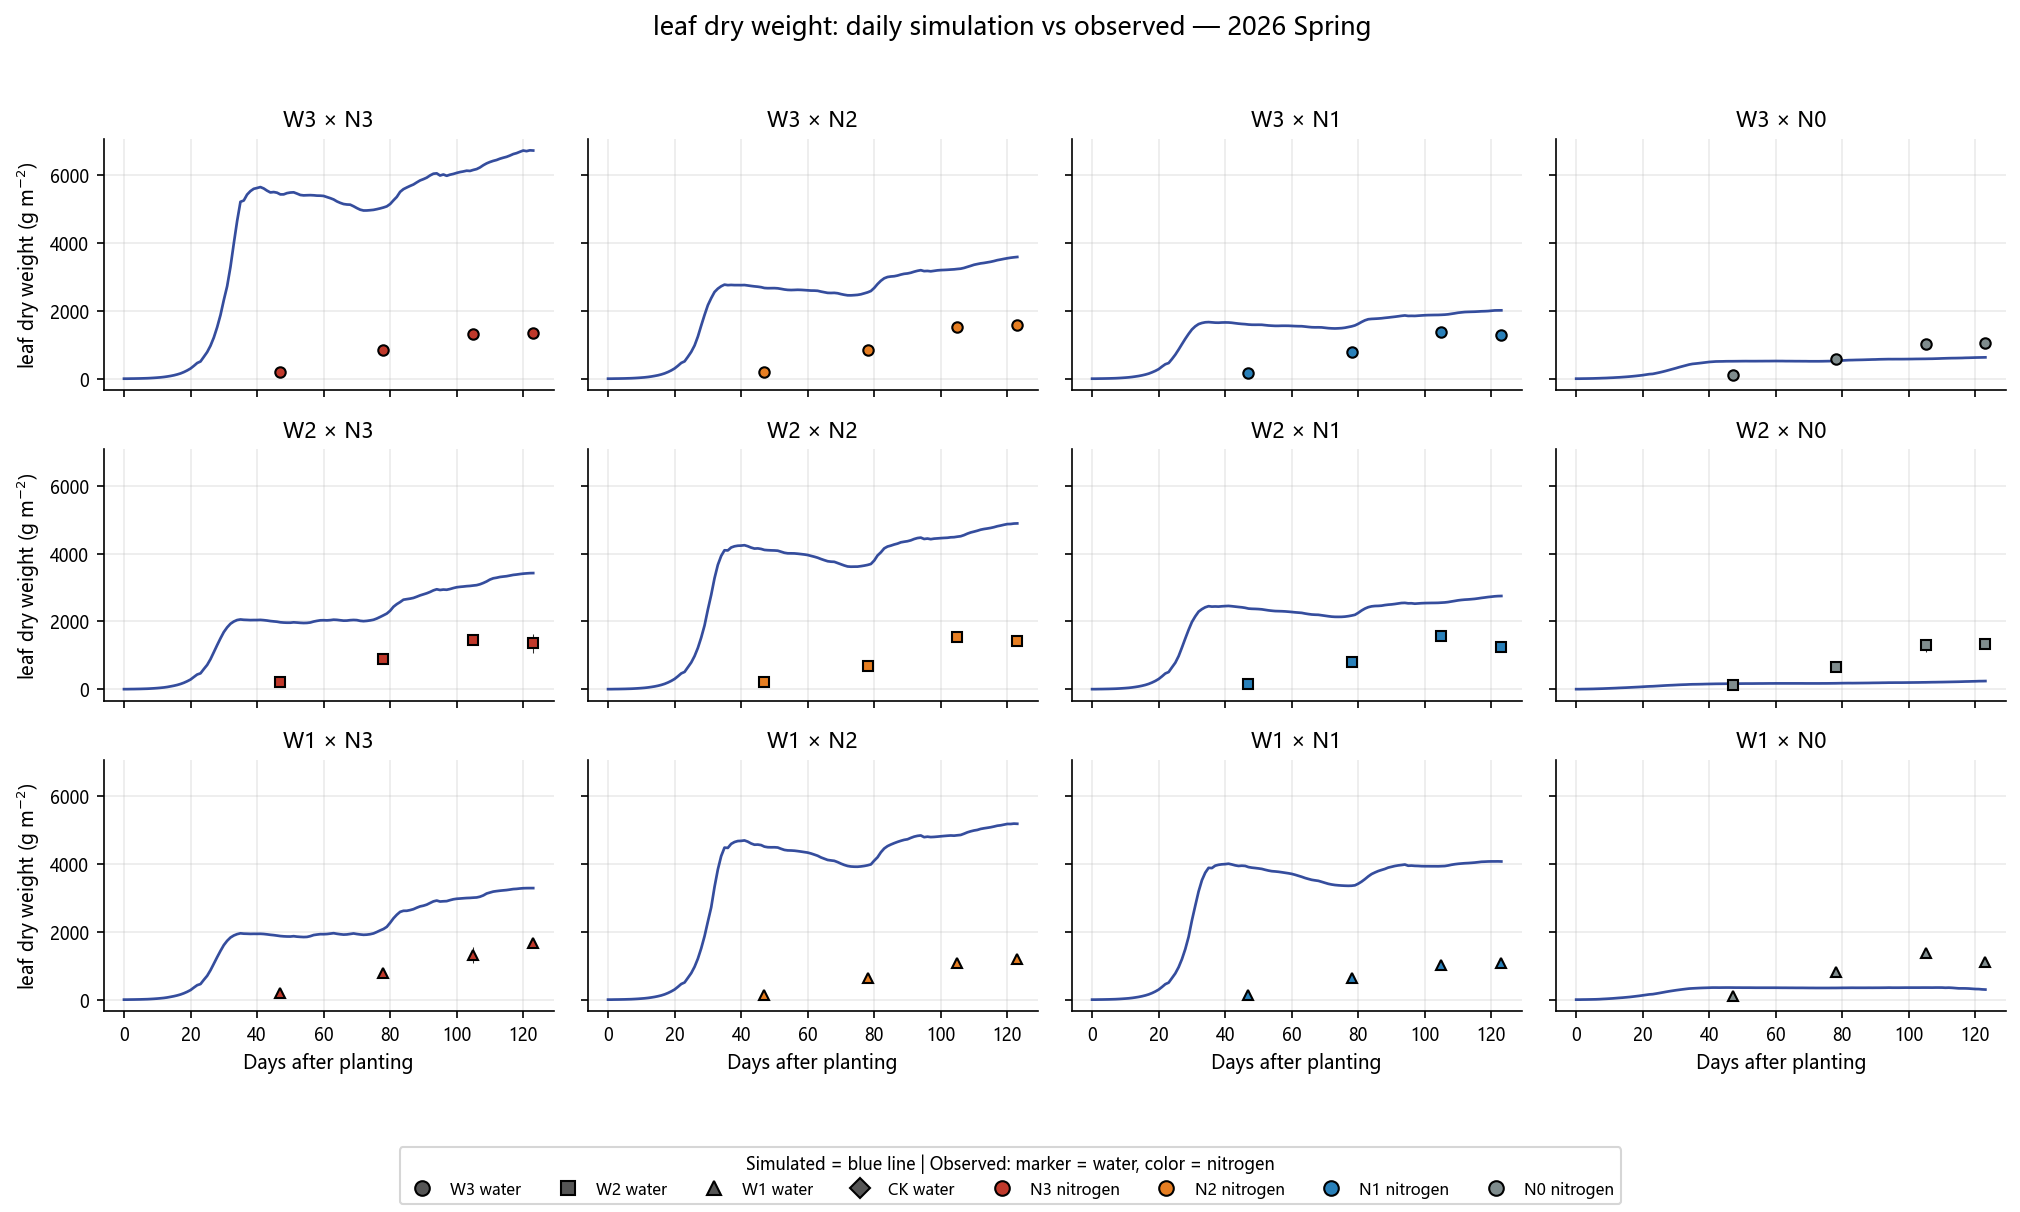 leaf dry weight: daily simulation vs observed — 2026 Spring
W3 × N3
W3 × N2
W3 × N1
W3 × N0
leaf dry weight (g m⁻²)
6000
4000
2000
0
W2 × N3
W2 × N2
W2 × N1
W2 × N0
leaf dry weight (g m⁻²)
6000
4000
2000
0
W1 × N3
W1 × N2
W1 × N1
W1 × N0
leaf dry weight (g m⁻²)
6000
4000
2000
0
0 20 40 60 80 100 120
0 20 40 60 80 100 120
0 20 40 60 80 100 120
0 20 40 60 80 100 120
Days after planting
Days after planting
Days after planting
Days after planting
Simulated = blue line | Observed: marker = water, color = nitrogen
W3 water W2 water W1 water CK water N3 nitrogen N2 nitrogen N1 nitrogen N0 nitrogen